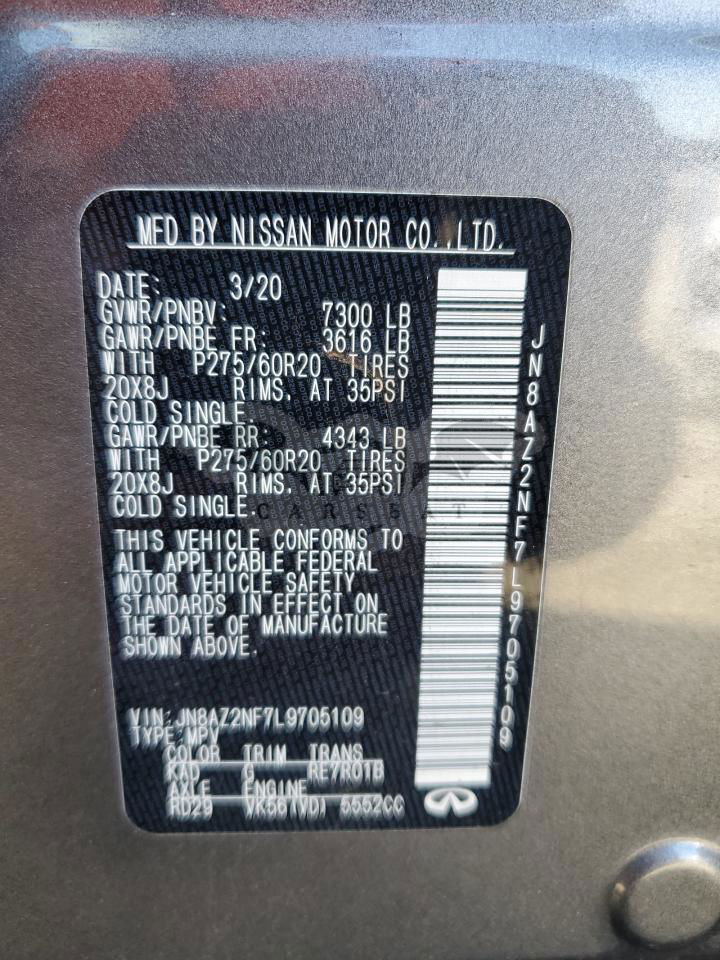 MFD BY NISSAN MOTOR CO.,LTD.
DATE: 3/20
GVWR/PNBV: 7300 LB
GAWR/PNBE FR: 3616 LB
WITH P275/60R20 TIRES
20X8J RIMS, AT 35PSI
COLD SINGLE.
GAWR/PNBE RR: 4343 LB
WITH P275/60R20 TIRES
20X8J RIMS, AT 35PSI
COLD SINGLE.
THIS VEHICLE CONFORMS TO
ALL APPLICABLE FEDERAL
MOTOR VEHICLE SAFETY
STANDARDS IN EFFECT ON
THE DATE OF MANUFACTURE
SHOWN ABOVE.
VIN: JN8AZ2NF7L9705109
TYPE: MPV
COLOR TRIM TRANS
KAD G RE7R01B
AXLE ENGINE
RD29 VK56(VD) 5552CC
JN8AZ2NF7L9705109